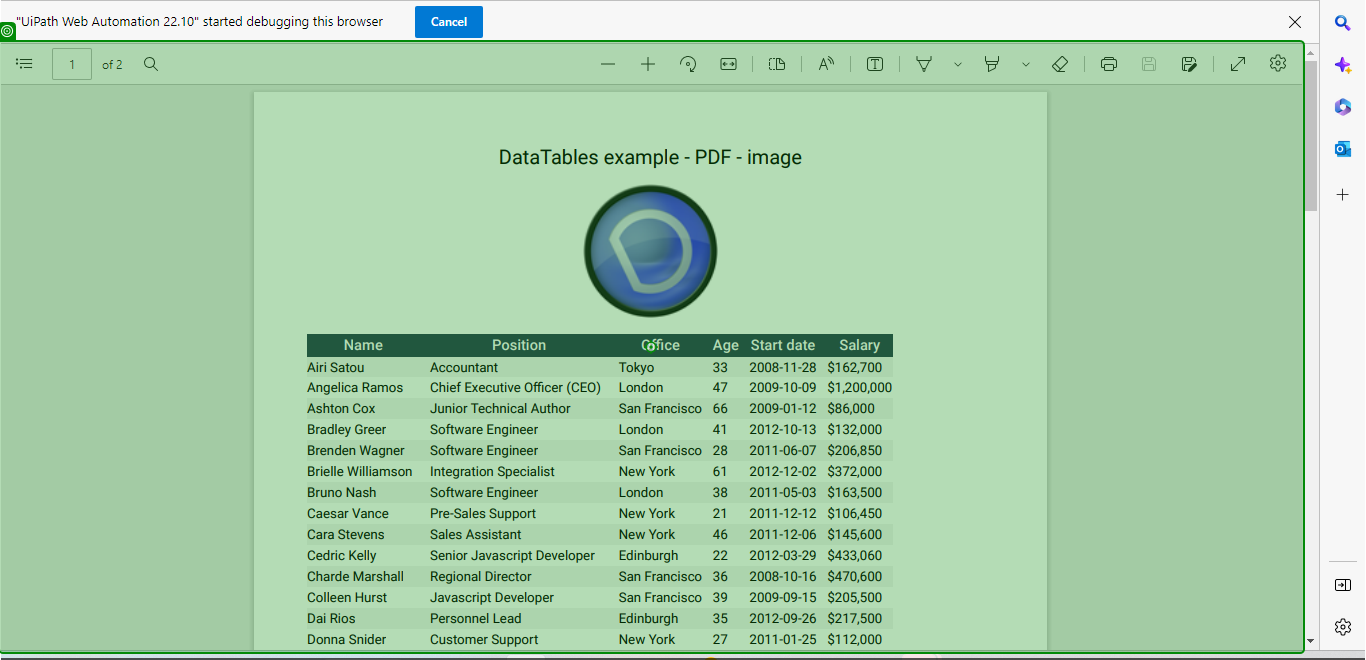 "UiPath Web Automation 22.10" started debugging this browser Cancel
1 of 2
DataTables example - PDF - image
Name Position Office Age Start date Salary
Airi Satou Accountant Tokyo 33 2008-11-28 $162,700
Angelica Ramos Chief Executive Officer (CEO) London 47 2009-10-09 $1,200,000
Ashton Cox Junior Technical Author San Francisco 66 2009-01-12 $86,000
Bradley Greer Software Engineer London 41 2012-10-13 $132,000
Brenden Wagner Software Engineer San Francisco 28 2011-06-07 $206,850
Brielle Williamson Integration Specialist New York 61 2012-12-02 $372,000
Bruno Nash Software Engineer London 38 2011-05-03 $163,500
Caesar Vance Pre-Sales Support New York 21 2011-12-12 $106,450
Cara Stevens Sales Assistant New York 46 2011-12-06 $145,600
Cedric Kelly Senior Javascript Developer Edinburgh 22 2012-03-29 $433,060
Charde Marshall Regional Director San Francisco 36 2008-10-16 $470,600
Colleen Hurst Javascript Developer San Francisco 39 2009-09-15 $205,500
Dai Rios Personnel Lead Edinburgh 35 2012-09-26 $217,500
Donna Snider Customer Support New York 27 2011-01-25 $112,000